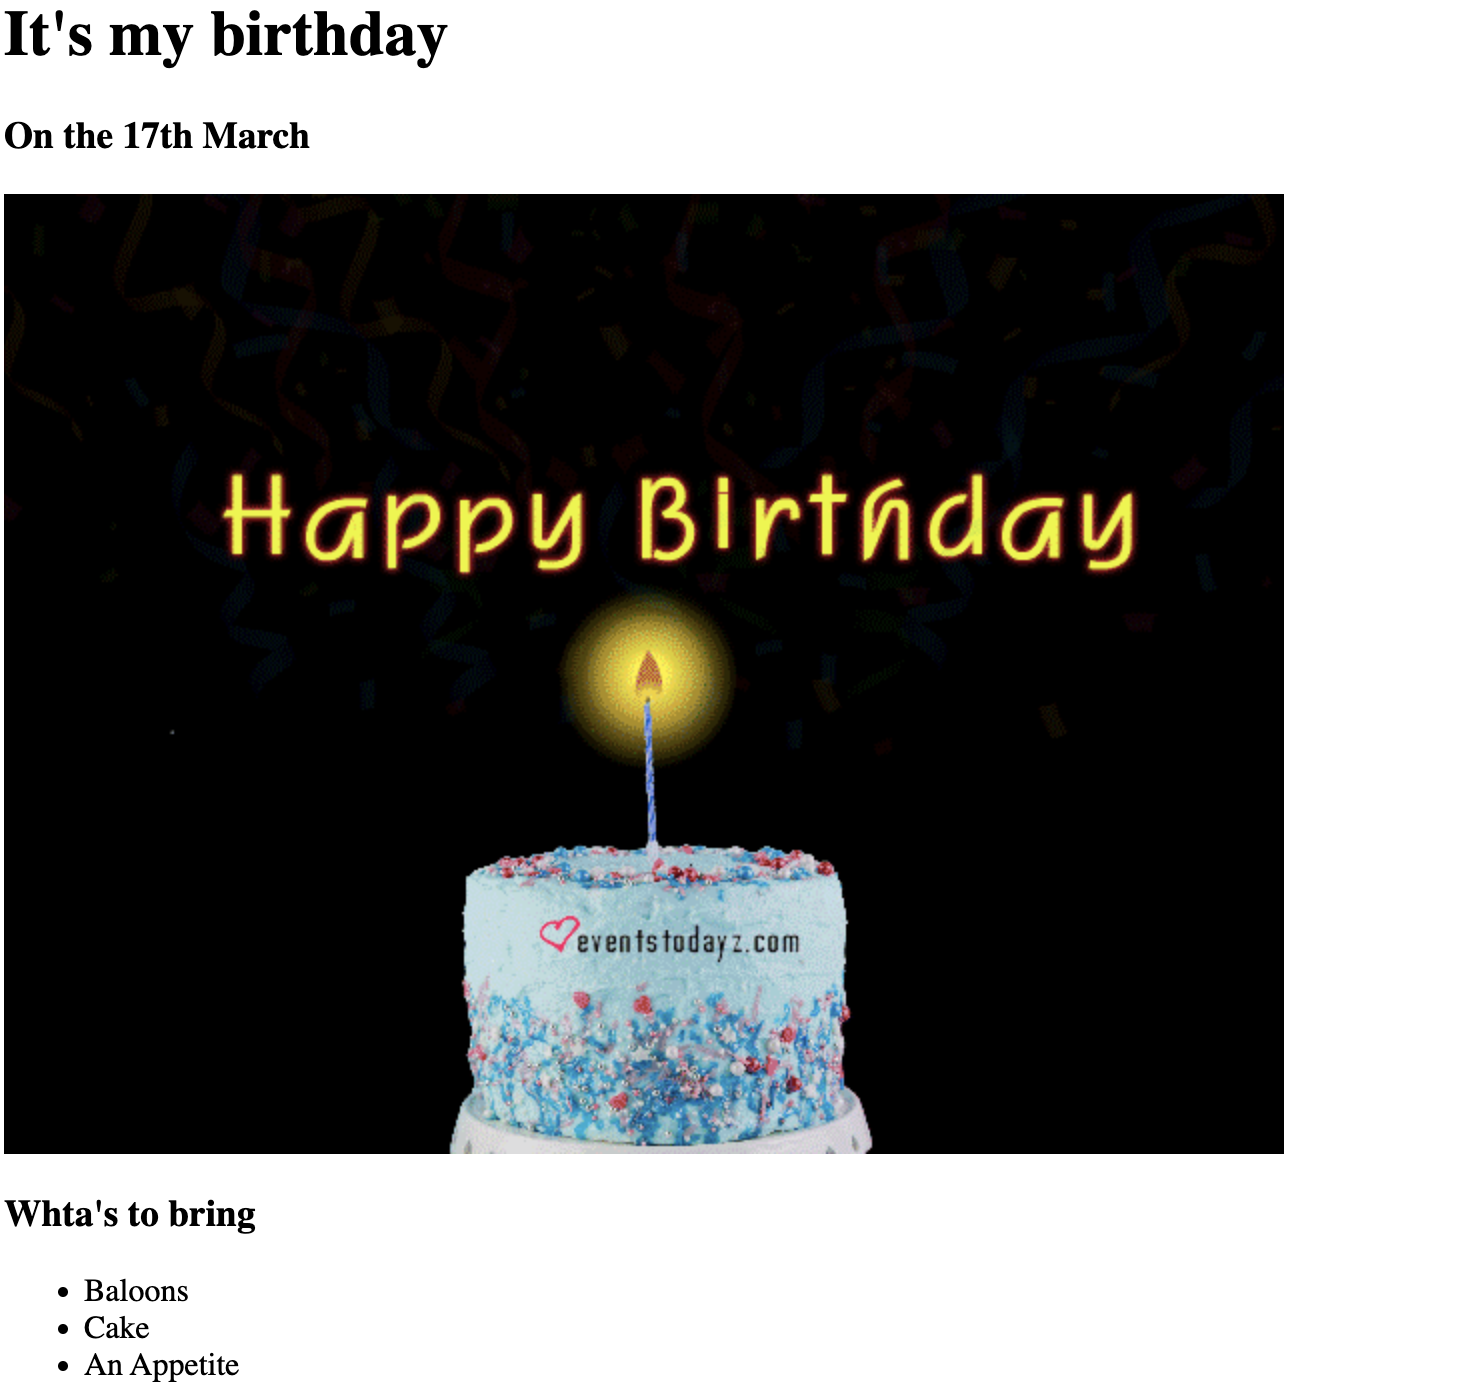 It's my birthday
On the 17th March
Happy Birthday
eventstodayz.com
Whta's to bring
Baloons
Cake
An Appetite